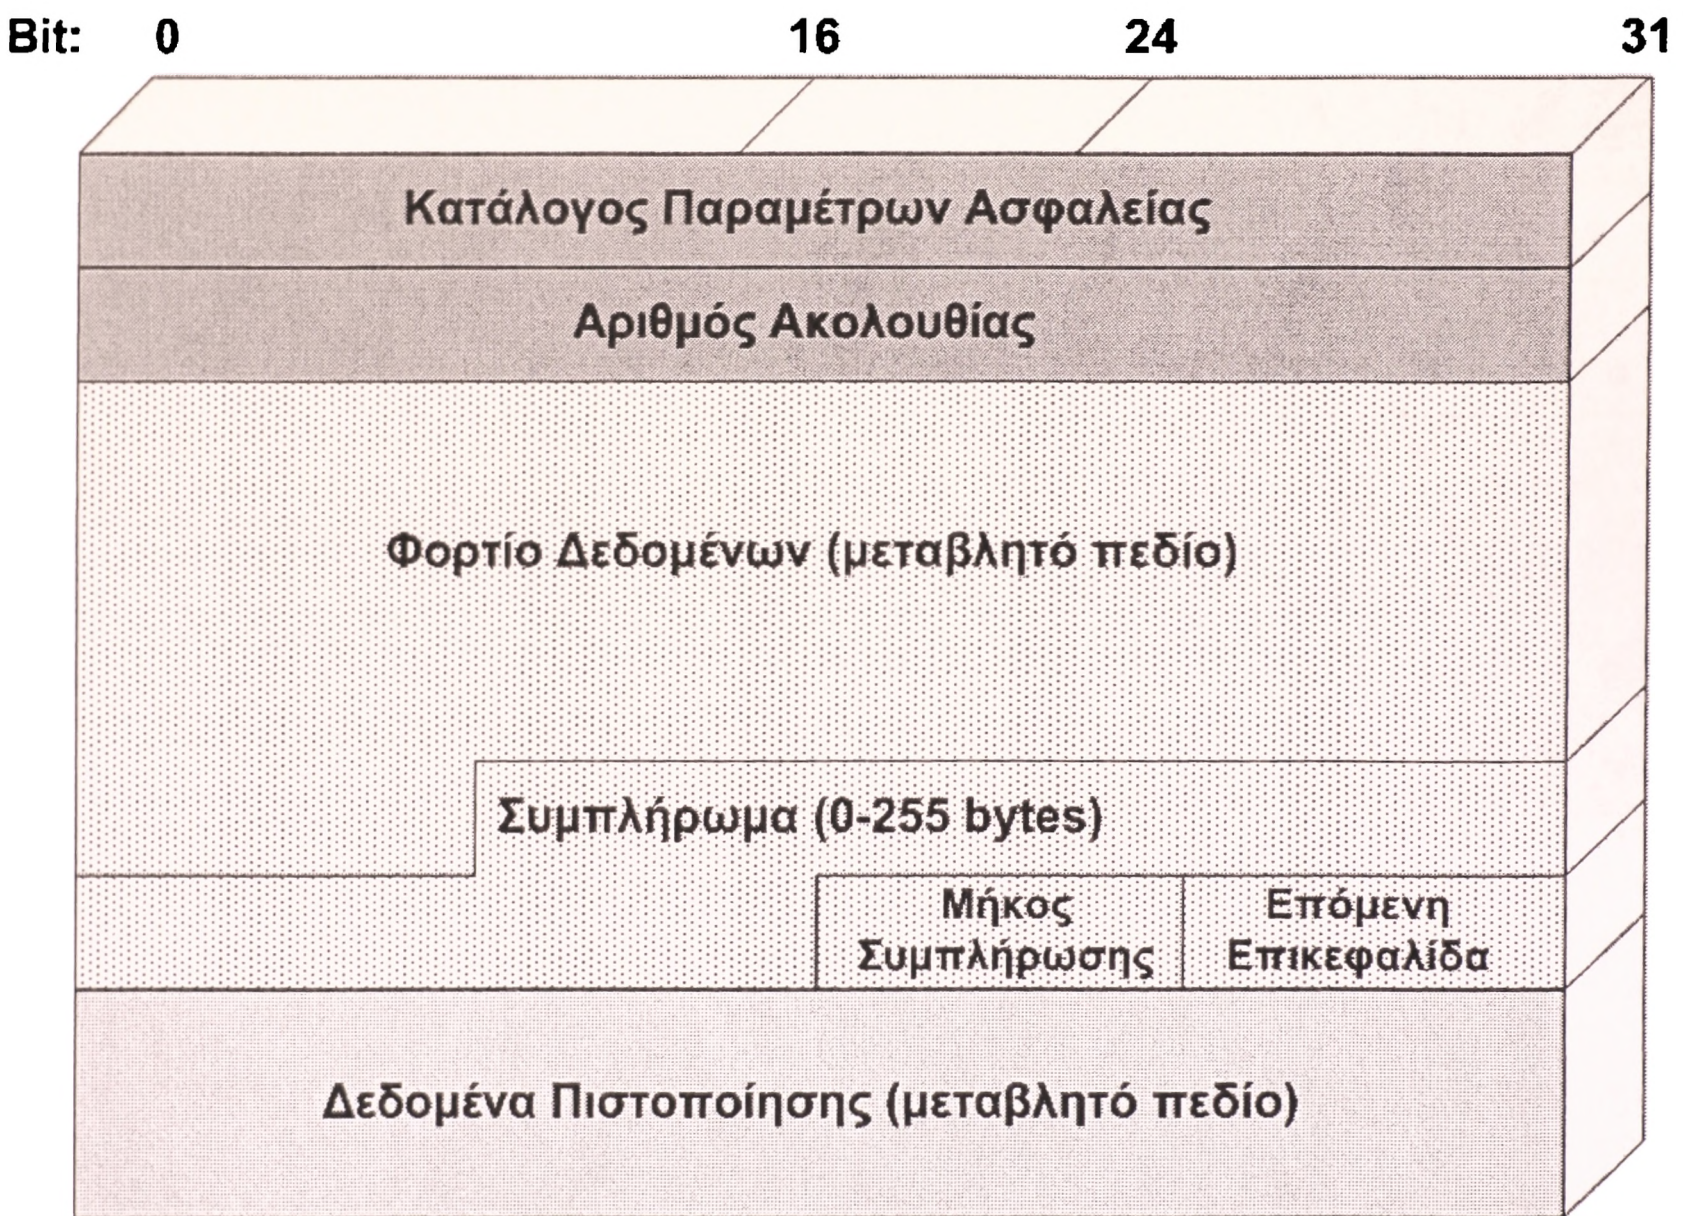 Bit: 0 16 24 31
Κατάλογος Παραμέτρων Ασφαλείας
Αριθμός Ακολουθίας
Φορτίο Δεδομένων (μεταβλητό πεδίο)
Συμπλήρωμα (0-255 bytes)
Μήκος
Συμπλήρωσης
Επόμενη
Επικεφαλίδα
Δεδομένα Πιστοποίησης (μεταβλητό πεδίο)